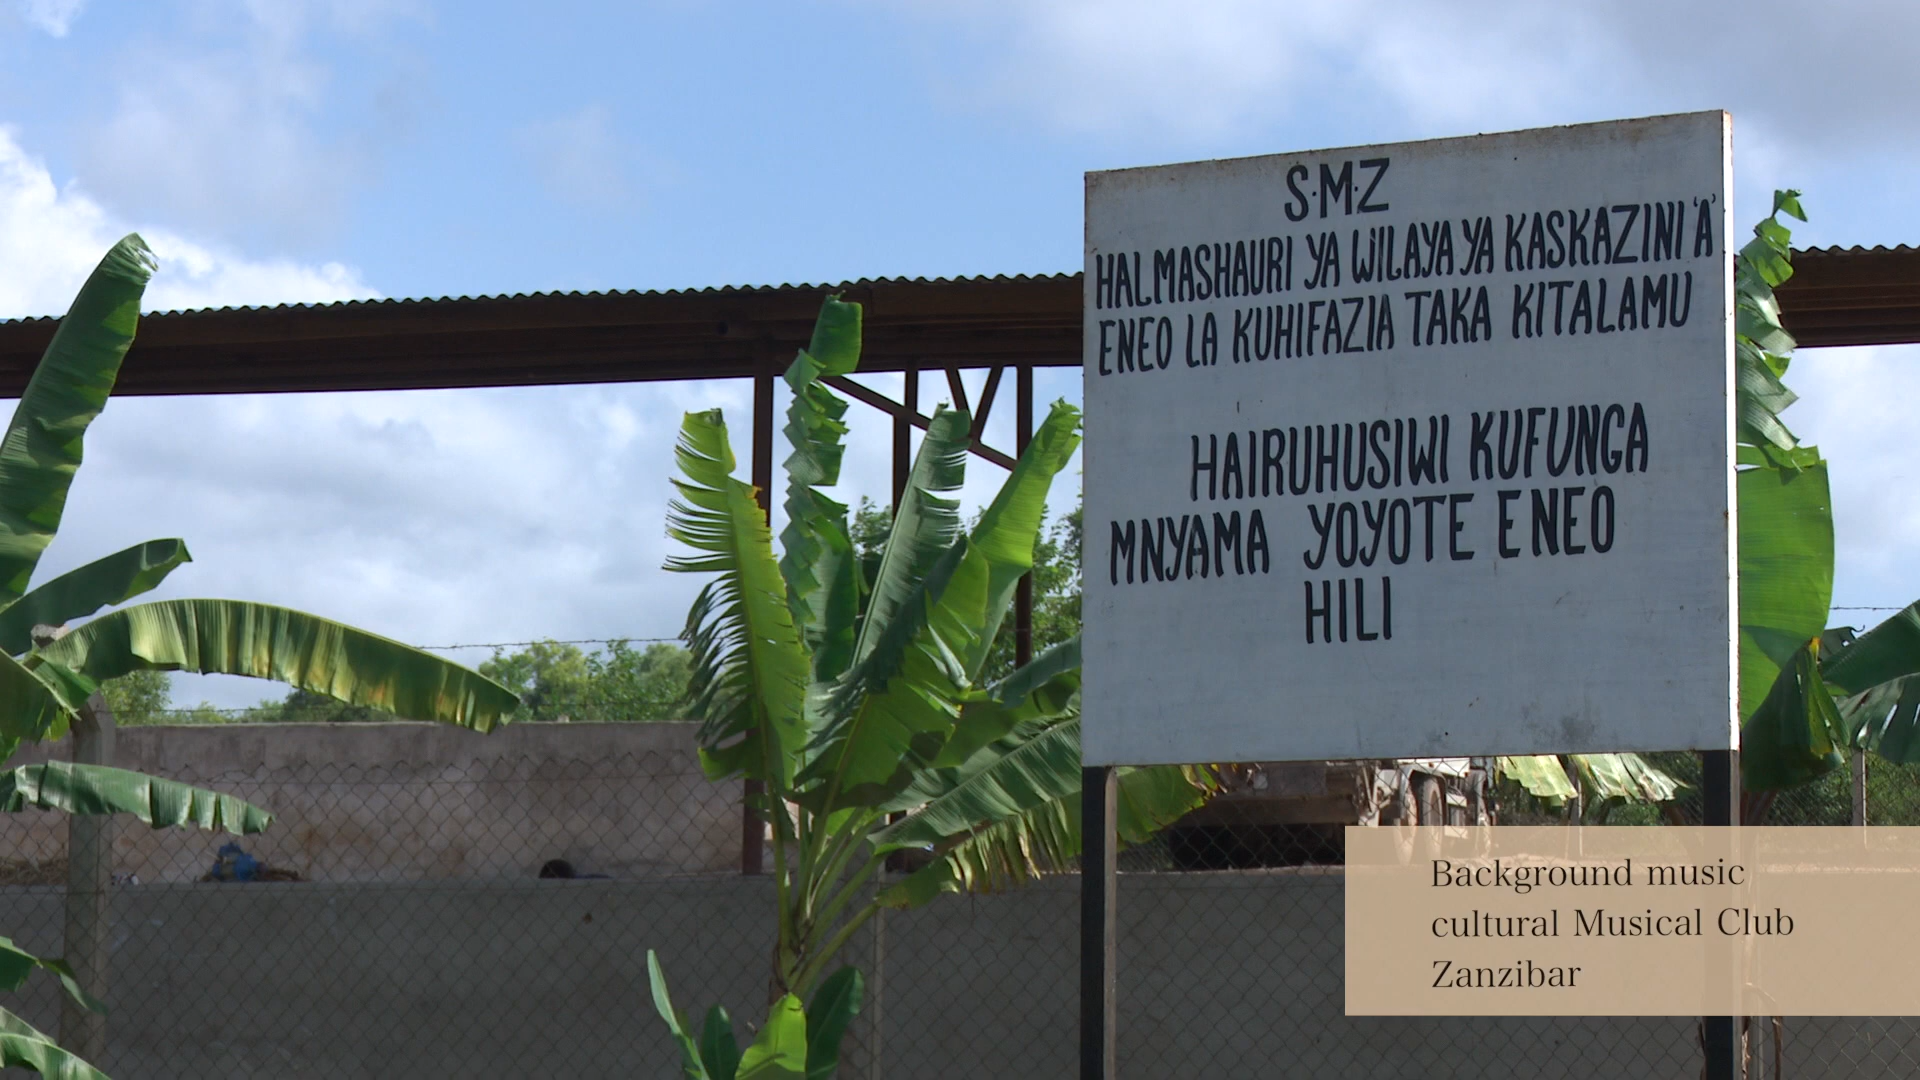 S.M.Z
HALMASHAURI YA WILAYA YA KASKAZINI 'A'
ENEO LA KUHIFAZIA TAKA KITALAMU
HAIRUHUSIWI KUFUNGA
MNYAMA YOYOTE ENEO
HILI
Background music
cultural Musical Club
Zanzibar